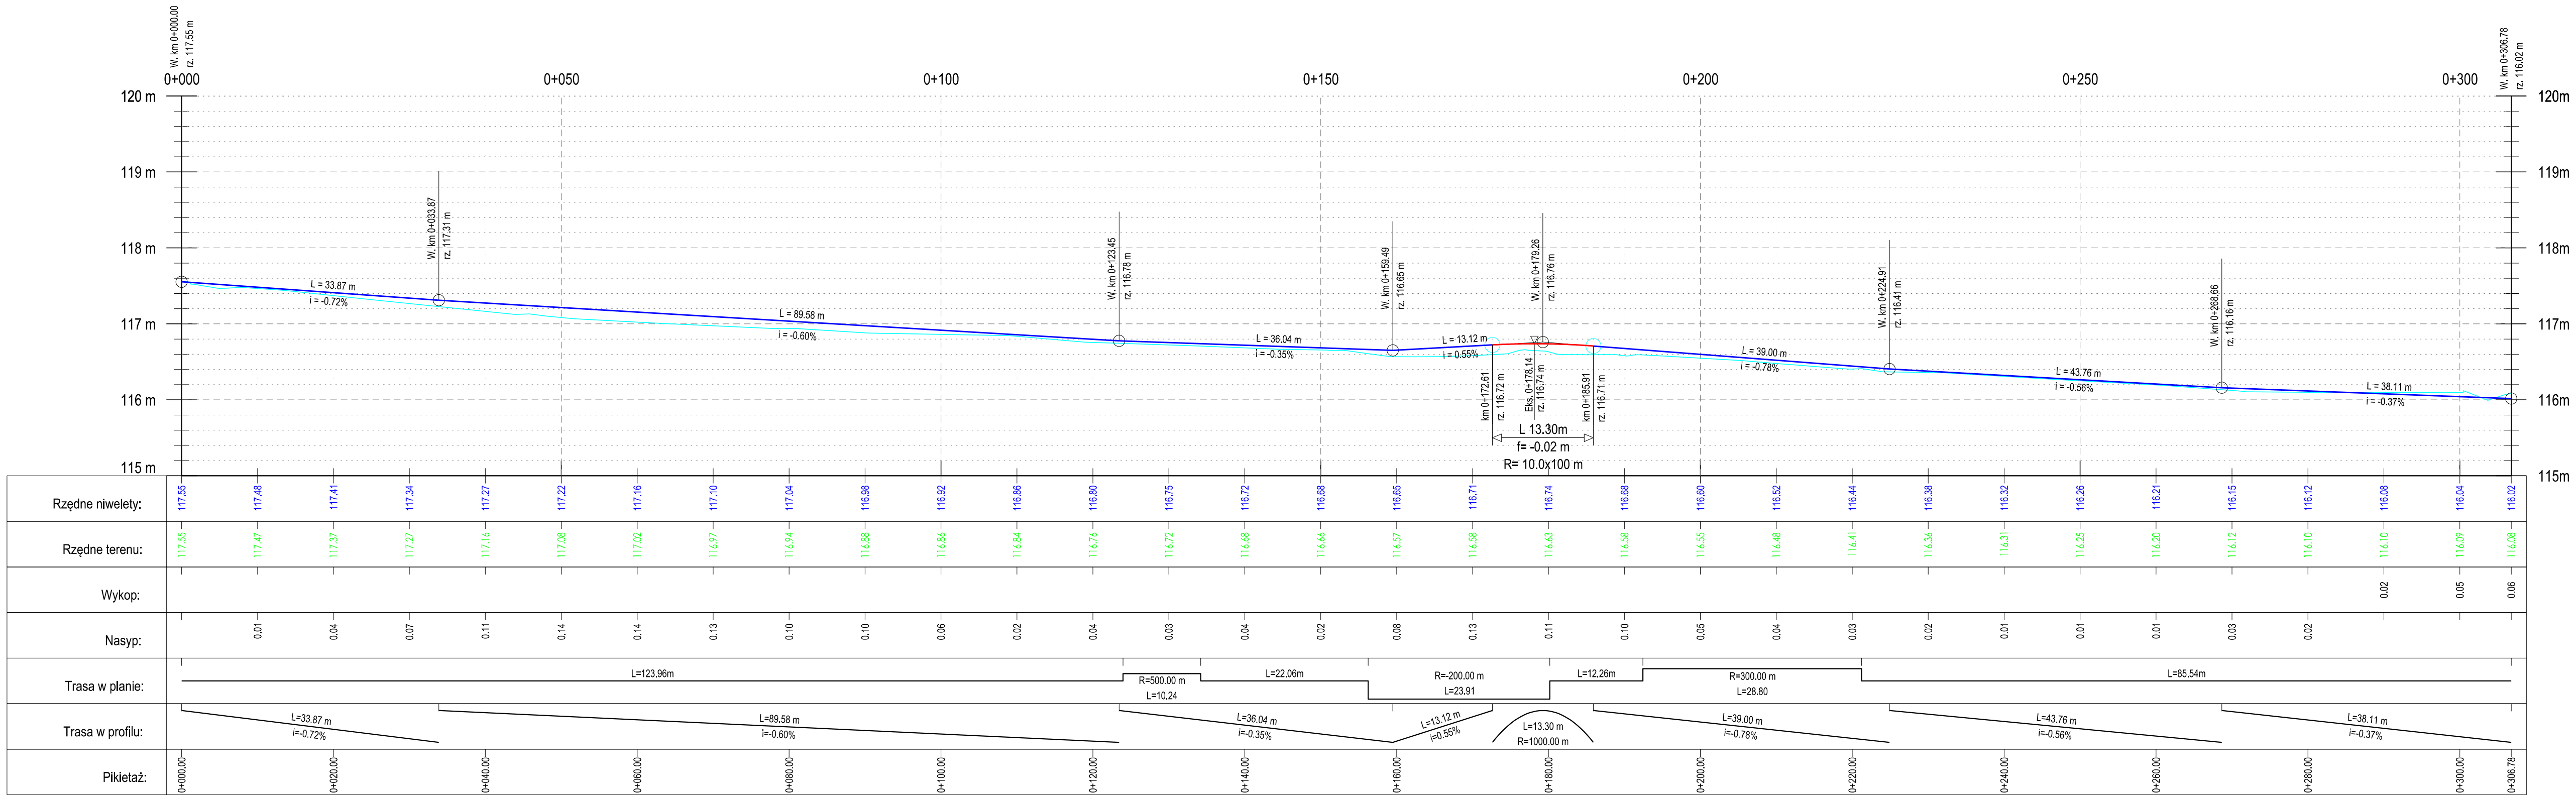 W. km 0+000.00
rz. 117.55 m
W. km 0+306.78
rz. 116.02 m
0+000 0+050 0+100 0+150 0+200 0+250 0+300
120 m 120m
119 m 119m
118 m 118m
117 m 117m
116 m 116m
115 m 115m
W. km 0+033.87
rz. 117.31 m
W. km 0+123.45
rz. 116.78 m
W. km 0+159.49
rz. 116.65 m
W. km 0+179.26
rz. 116.76 m
W. km 0+224.91
rz. 116.41 m
W. km 0+268.66
rz. 116.16 m
L = 33.87 m
i = -0.72%
L = 89.58 m
i = -0.60%
L = 36.04 m
i = -0.35%
L = 13.12 m
i = 0.55%
L = 39.00 m
i = -0.78%
L = 43.76 m
i = -0.56%
L = 38.11 m
i = -0.37%
km 0+172.61
rz. 116.72 m
Eks. 0+178.14
rz. 116.74 m
km 0+185.91
rz. 116.71 m
L 13.30m
f= -0.02 m
R= 10.0x100 m
Rzędne niwelety: 117.55 117.48 117.41 117.34 117.27 117.22 117.16 117.10 117.04 116.98 116.92 116.86 116.80 116.75 116.72 116.68 116.65 116.71 116.74 116.68 116.60 116.52 116.44 116.38 116.32 116.26 116.21 116.15 116.12 116.08 116.04 116.02
Rzędne terenu: 117.55 117.47 117.37 117.27 117.16 117.08 117.02 116.97 116.94 116.88 116.86 116.84 116.76 116.72 116.68 116.66 116.57 116.58 116.63 116.58 116.55 116.48 116.41 116.36 116.31 116.25 116.20 116.12 116.10 116.10 116.09 116.08
Wykop: 0.02 0.05 0.06
Nasyp: 0.01 0.04 0.07 0.11 0.14 0.14 0.13 0.10 0.10 0.06 0.02 0.04 0.03 0.04 0.02 0.08 0.13 0.11 0.10 0.05 0.04 0.03 0.02 0.01 0.01 0.01 0.03 0.02
Trasa w planie: L=123.96m R=500.00 m L=10.24 L=22.06m R=-200.00 m L=23.91 L=12.26m R=300.00 m L=28.80 L=85.54m
Trasa w profilu: L=33.87 m i=-0.72% L=89.58 m i=-0.60% L=36.04 m i=-0.35% L=13.12 m i=0.55% L=13.30 m R=1000.00 m L=39.00 m i=-0.78% L=43.76 m i=-0.56% L=38.11 m i=-0.37%
Pikietaż: 0+000.00 0+020.00 0+040.00 0+060.00 0+080.00 0+100.00 0+120.00 0+140.00 0+160.00 0+180.00 0+200.00 0+220.00 0+240.00 0+260.00 0+280.00 0+300.00 0+306.78